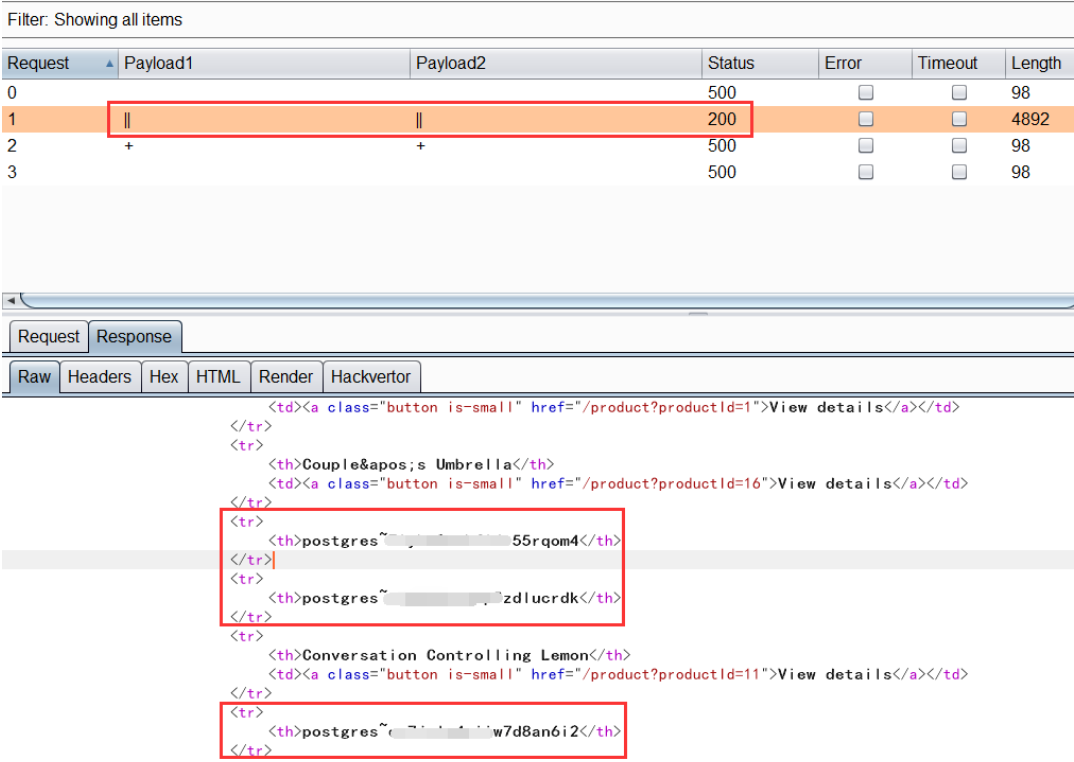 Filter: Showing all items
Request Payload1 Payload2 Status Error Timeout Length
0 500 98
1 || || 200 4892
2 + + 500 98
3 500 98
Request Response
Raw Headers Hex HTML Render Hackvertor
<td><a class="button is-small" href="/product?productId=1">View details</a></td>
</tr>
<tr>
<th>Couple&apos;s Umbrella</th>
<td><a class="button is-small" href="/product?productId=16">View details</a></td>
</tr>
<tr>
<th>postgres~ 55rqom4</th>
</tr>
<tr>
<th>postgres~ zdlucrdk</th>
</tr>
<tr>
<th>Conversation Controlling Lemon</th>
<td><a class="button is-small" href="/product?productId=11">View details</a></td>
</tr>
<tr>
<th>postgres~ w7d8an6i2</th>
</tr>